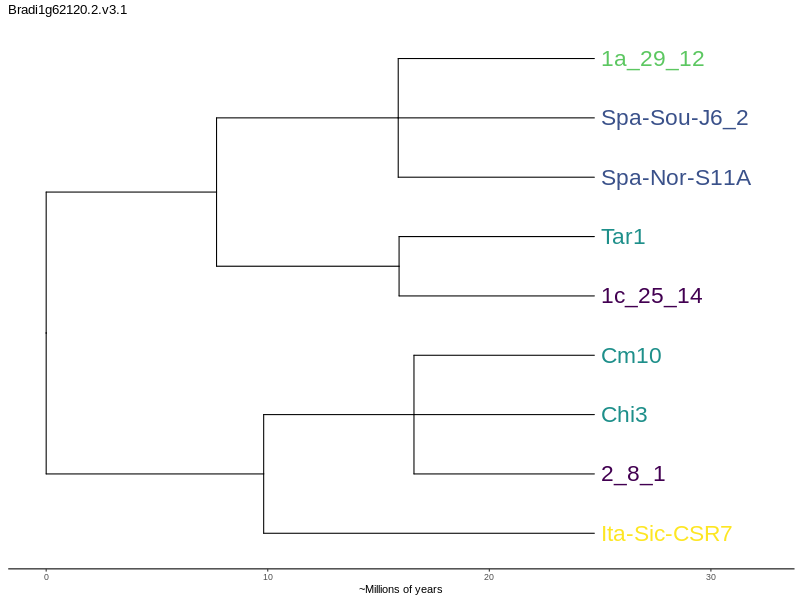 Bradi1g62120.2.v3.1
1a_29_12
Spa-Sou-J6_2
Spa-Nor-S11A
Tar1
1c_25_14
Cm10
Chi3
2_8_1
Ita-Sic-CSR7
0 10 20 30
~Millions of years